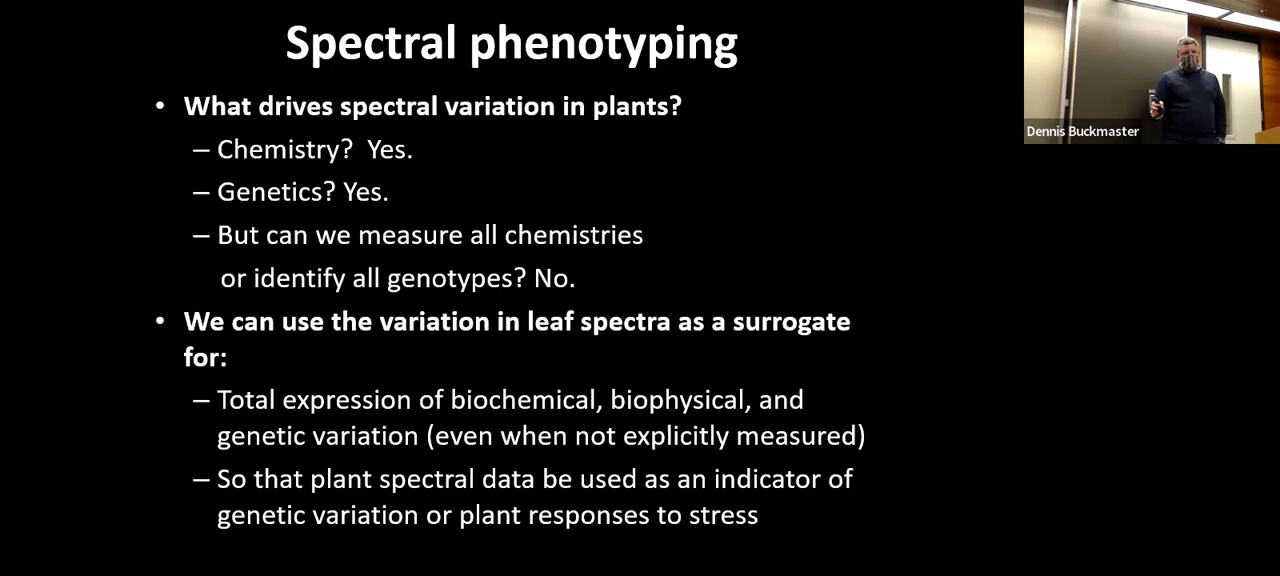 Spectral phenotyping
• What drives spectral variation in plants?
– Chemistry?  Yes.
– Genetics? Yes.
– But can we measure all chemistries
or identify all genotypes? No.
• We can use the variation in leaf spectra as a surrogate
for:
– Total expression of biochemical, biophysical, and
genetic variation (even when not explicitly measured)
– So that plant spectral data be used as an indicator of
genetic variation or plant responses to stress
Dennis Buckmaster